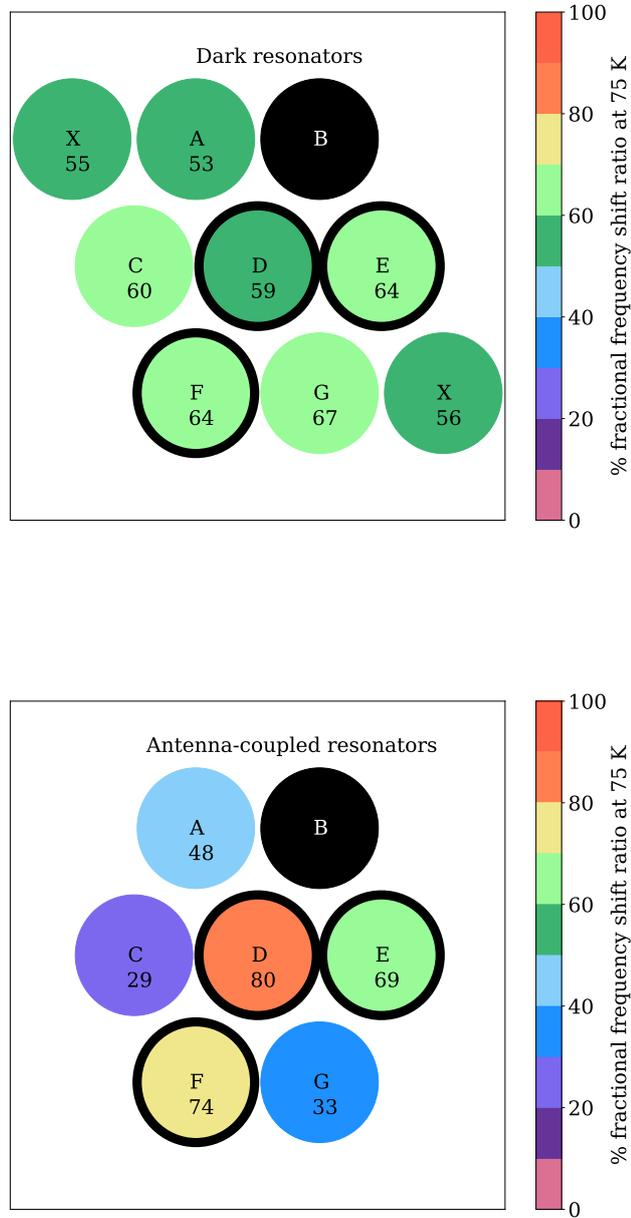 Dark resonators
X
55
A
53
B
C
60
D
59
E
64
F
64
G
67
X
56
100
80
60
40
20
0
% fractional frequency shift ratio at 75 K
Antenna-coupled resonators
A
48
B
C
29
D
80
E
69
F
74
G
33
100
80
60
40
20
0
% fractional frequency shift ratio at 75 K